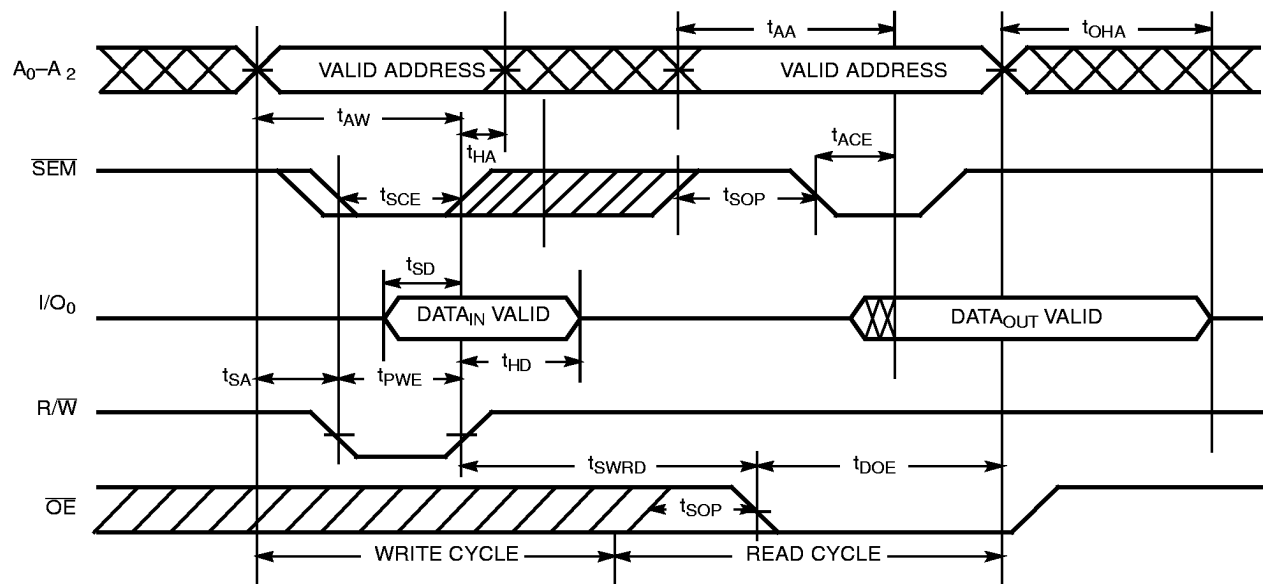 tAA tOHA
A0–A2 VALID ADDRESS VALID ADDRESS
tAW
tHA tACE
SEM tSCE tSOP
tSD
I/O0 DATAIN VALID DATAOUT VALID
tSA tPWE tHD
R/W
tSWRD tDOE
OE tSOP
WRITE CYCLE READ CYCLE